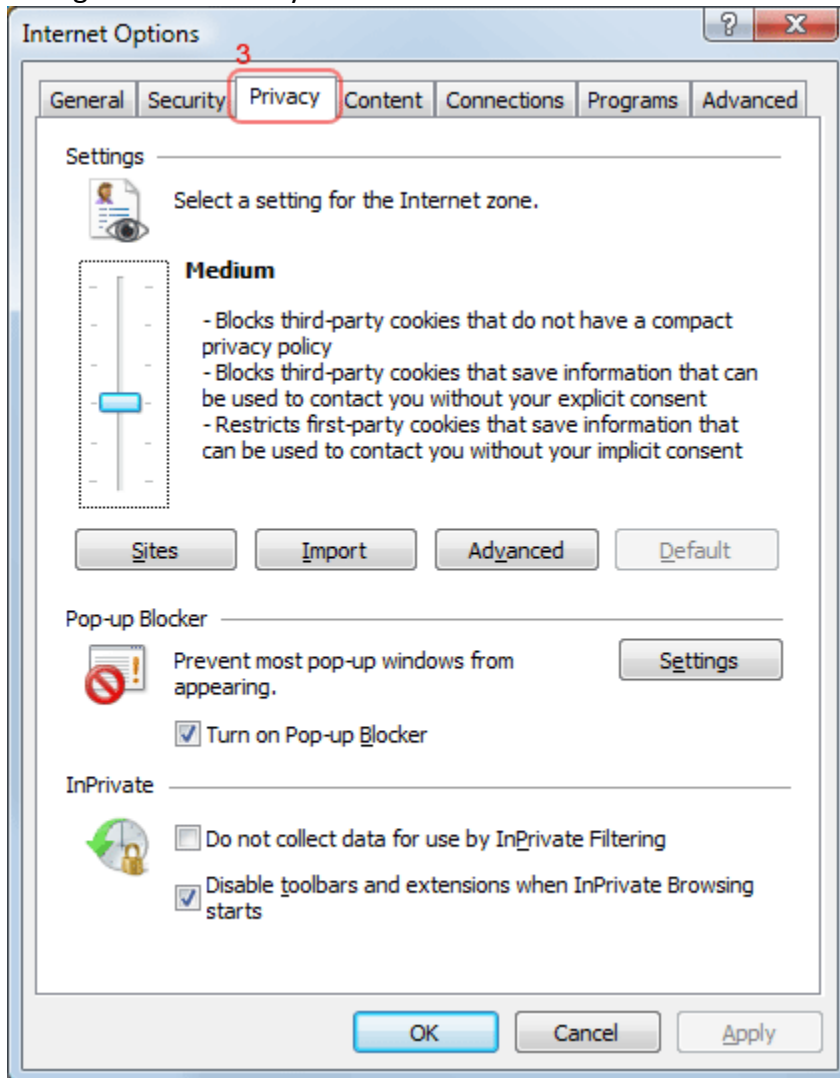 Internet Options
3
General Security Privacy Content Connections Programs Advanced
Settings
Select a setting for the Internet zone.
Medium
- Blocks third-party cookies that do not have a compact
privacy policy
- Blocks third-party cookies that save information that can
be used to contact you without your explicit consent
- Restricts first-party cookies that save information that
can be used to contact you without your implicit consent
Sites Import Advanced Default
Pop-up Blocker
Prevent most pop-up windows from
appearing.
Settings
Turn on Pop-up Blocker
InPrivate
Do not collect data for use by InPrivate Filtering
Disable toolbars and extensions when InPrivate Browsing
starts
OK Cancel Apply